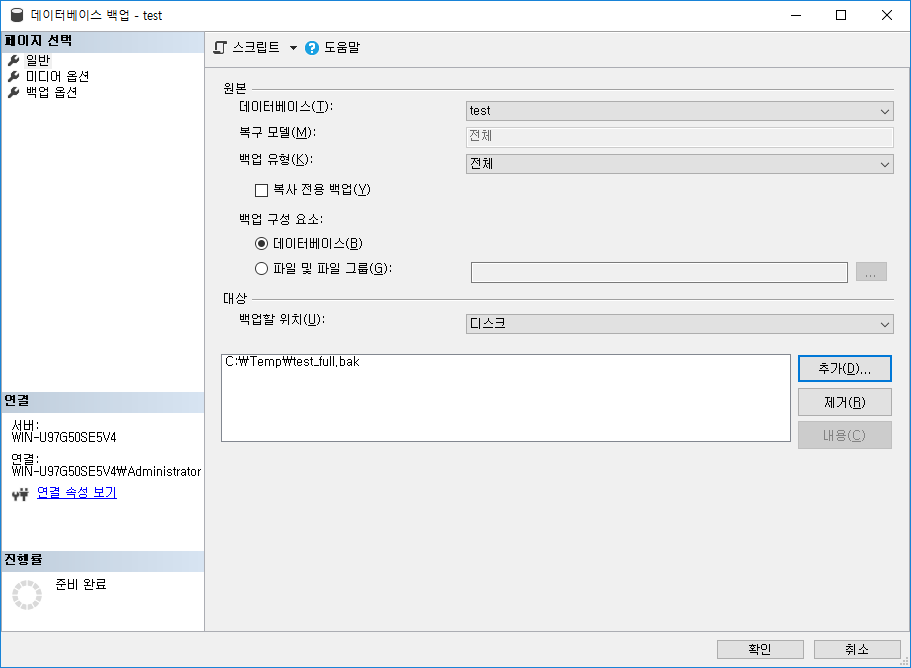 데이터베이스 백업 - test
페이지 선택
일반
미디어 옵션
백업 옵션
스크립트
도움말
원본
데이터베이스(T):
test
복구 모델(M):
전체
백업 유형(K):
전체
복사 전용 백업(Y)
백업 구성 요소:
데이터베이스(B)
파일 및 파일 그룹(G):
...
대상
백업할 위치(U):
디스크
C:₩Temp₩test_full.bak
추가(D)...
제거(R)
내용(C)
연결
서버:
WIN-U97G50SE5V4
연결:
WIN-U97G50SE5V4₩Administrator
연결 속성 보기
진행률
준비 완료
확인
취소